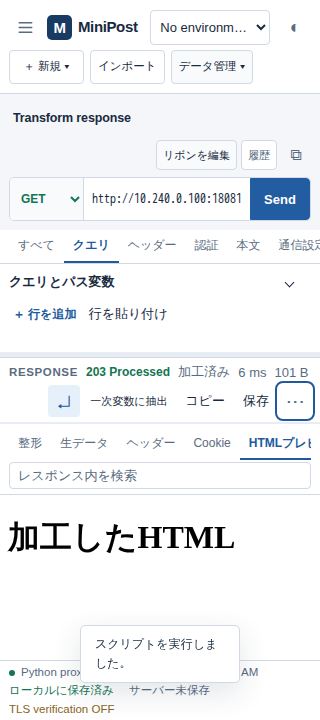 M MiniPost No environm…
+ 新規 ▾ インポート データ管理 ▾
Transform response
リボンを編集 履歴
GET http://10.240.0.100:18081 Send
すべて クエリ ヘッダー 認証 本文 通信設定
クエリとパス変数
+ 行を追加 行を貼り付け
RESPONSE 203 Processed 加工済み 6 ms 101 B
一次変数に抽出 コピー 保存 ...
整形 生データ ヘッダー Cookie HTMLプレビ
レスポンス内を検索
加工したHTML
スクリプトを実行しました。
Python prox AM
ローカルに保存済み サーバー未保存
TLS verification OFF